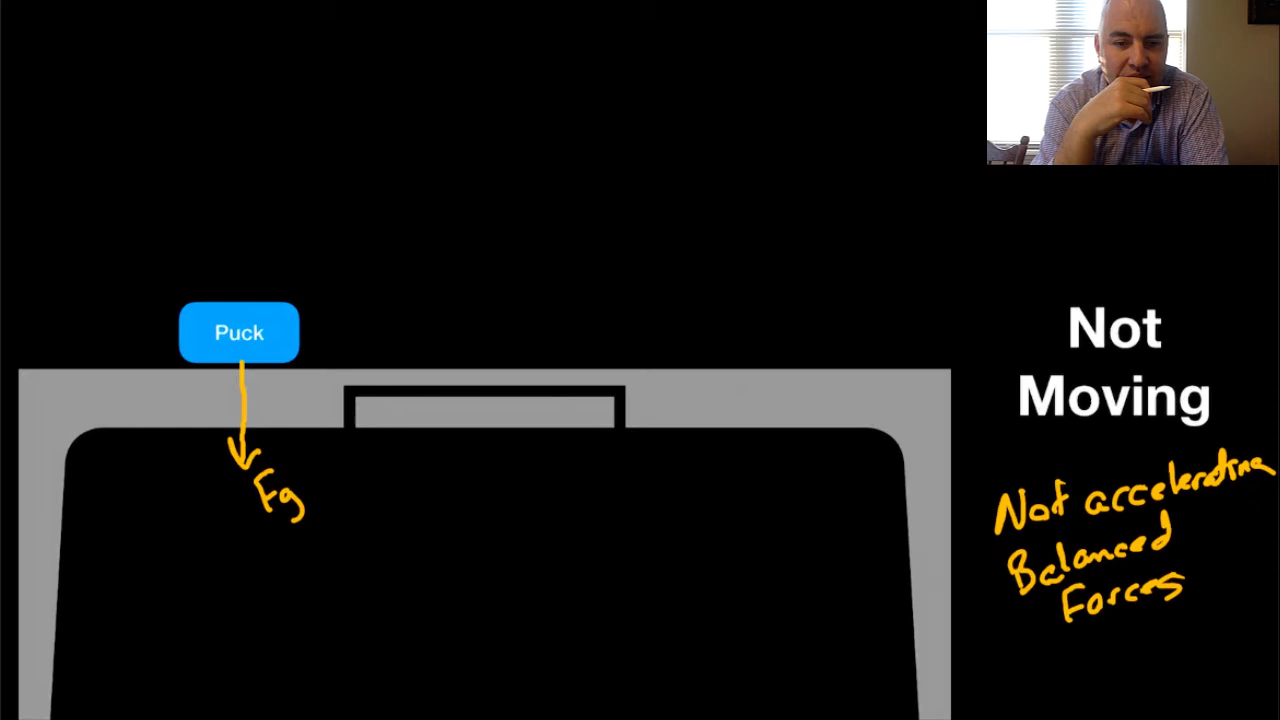 Puck
Fg
Not
Moving
Not accelerating
Balanced
Forces